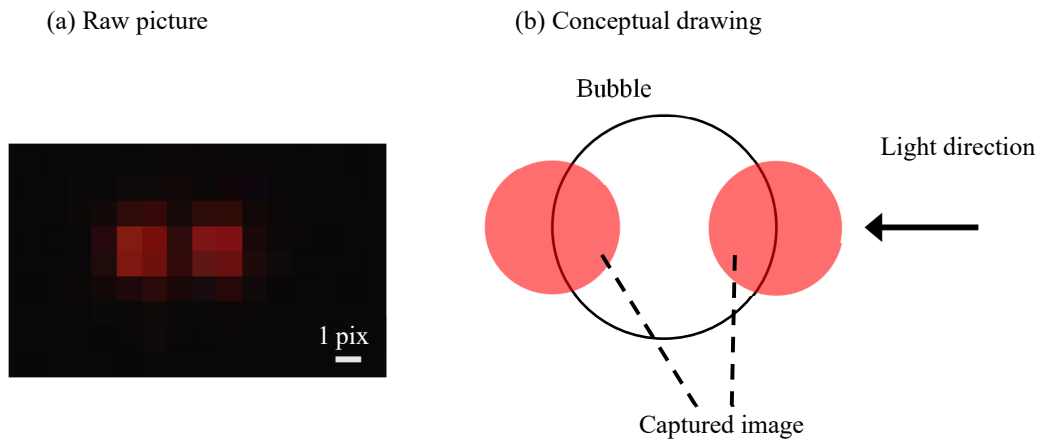 (a) Raw picture
(b) Conceptual drawing
Bubble
Light direction
1 pix
Captured image